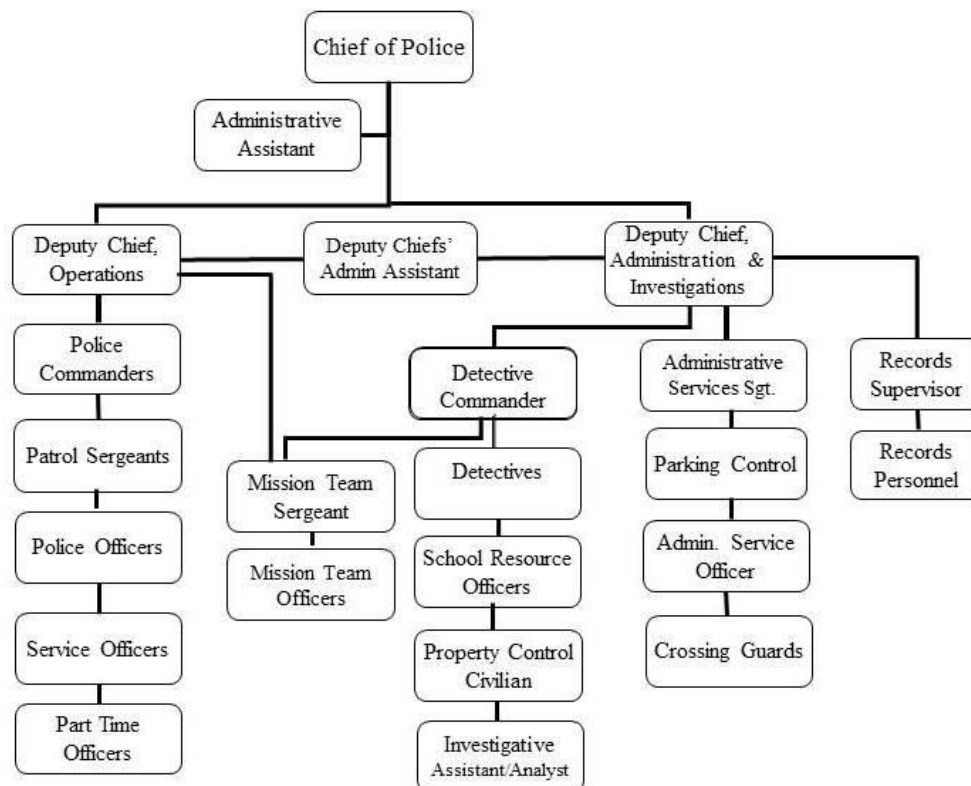 Chief of Police
Administrative
Assistant
Deputy Chief,
Operations
Deputy Chiefs’
Admin Assistant
Deputy Chief,
Administration &
Investigations
Police
Commanders
Detective
Commander
Administrative
Services Sgt.
Records
Supervisor
Patrol Sergeants
Mission Team
Sergeant
Detectives
Parking Control
Records
Personnel
Police Officers
Mission Team
Officers
School Resource
Officers
Admin. Service
Officer
Service Officers
Property Control
Civilian
Crossing Guards
Part Time
Officers
Investigative
Assistant/Analyst